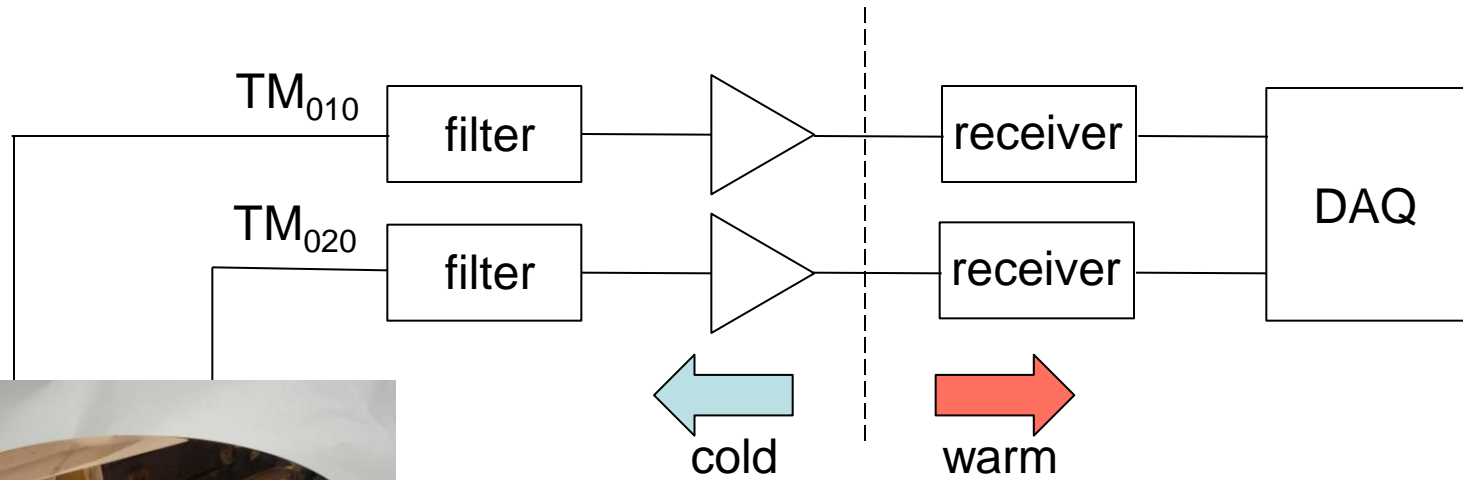 TM₀₁₀
filter
receiver
TM₀₂₀
filter
receiver
DAQ
cold
warm